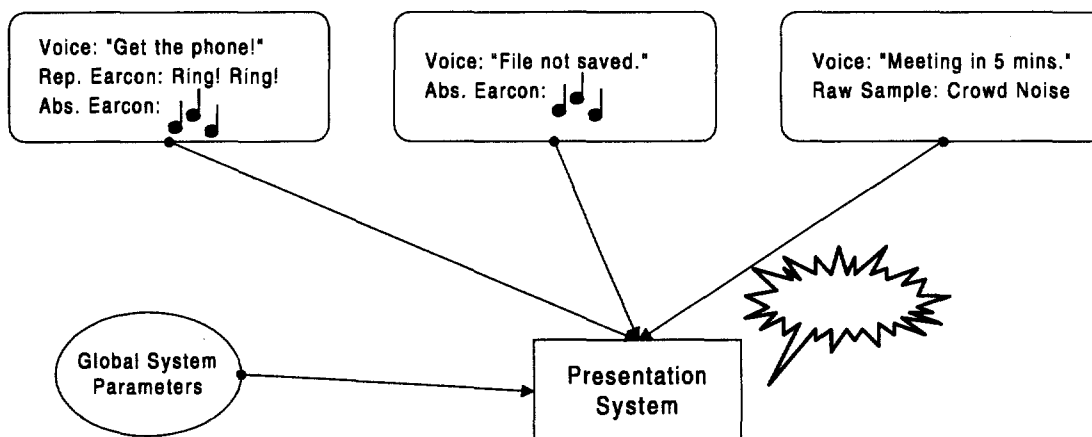 Voice: "Get the phone!"
Rep. Earcon: Ring! Ring!
Abs. Earcon:
Voice: "File not saved."
Abs. Earcon:
Voice: "Meeting in 5 mins."
Raw Sample: Crowd Noise
Global System
Parameters
Presentation
System